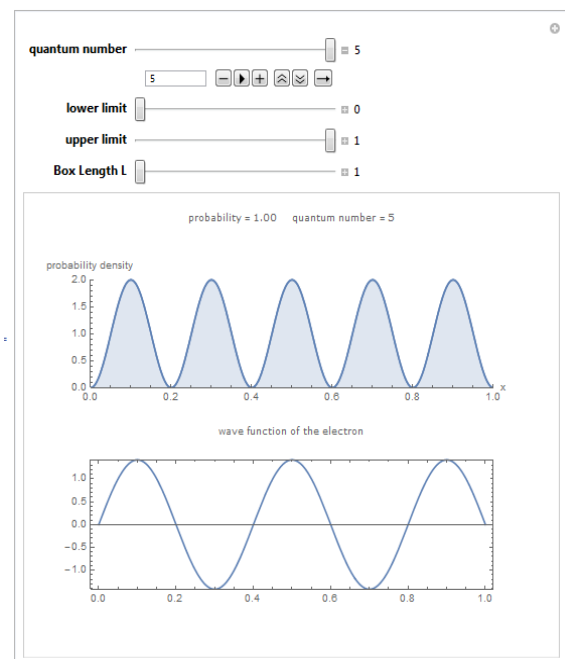 quantum number 5
5
lower limit 0
upper limit 1
Box Length L 1
probability = 1.00 quantum number = 5
probability density
2.0
1.5
1.0
0.5
0.0
0.0 0.2 0.4 0.6 0.8 1.0 x
wave function of the electron
1.0
0.5
0.0
−0.5
−1.0
0.0 0.2 0.4 0.6 0.8 1.0